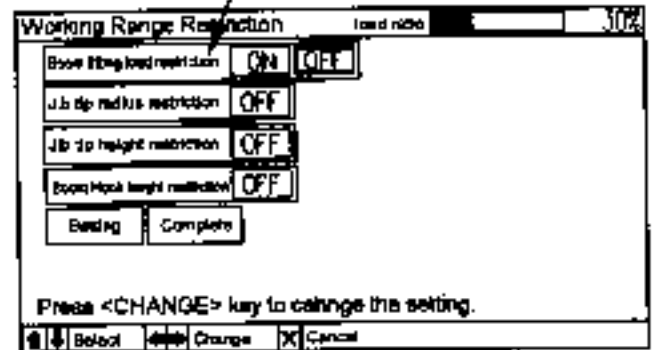 Working Range Restriction load ratio 30%
Boom lifting load restriction ON OFF
Jib tip radius restriction OFF
Jib tip height restriction OFF
Boom Hook height restriction OFF
Setting Complete
Press <CHANGE> key to cahnge the setting.
Select Change X Cancel